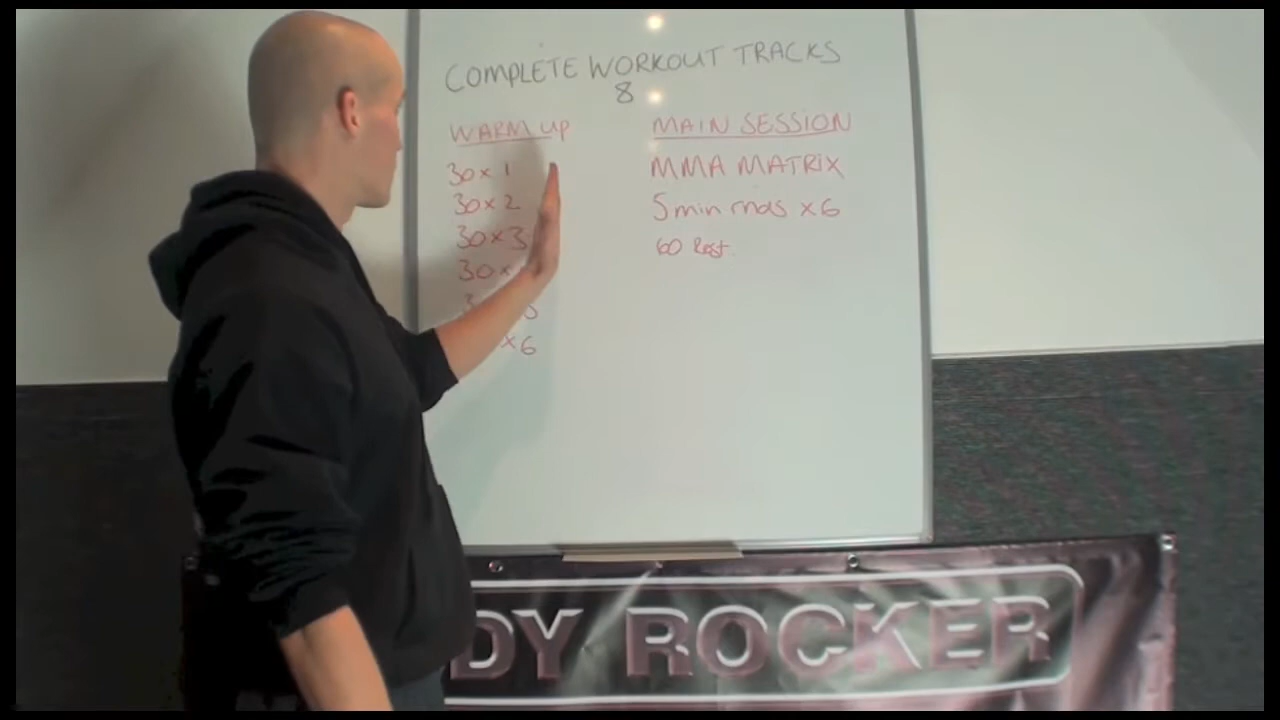 COMPLETE WORKOUT TRACKS
8
WARM UP
30 x 1
30 x 2
30 x 3
30 x
x 6
MAIN SESSION
MMA MATRIX
5 min rnds x 6
60 Rest
DY ROCKER